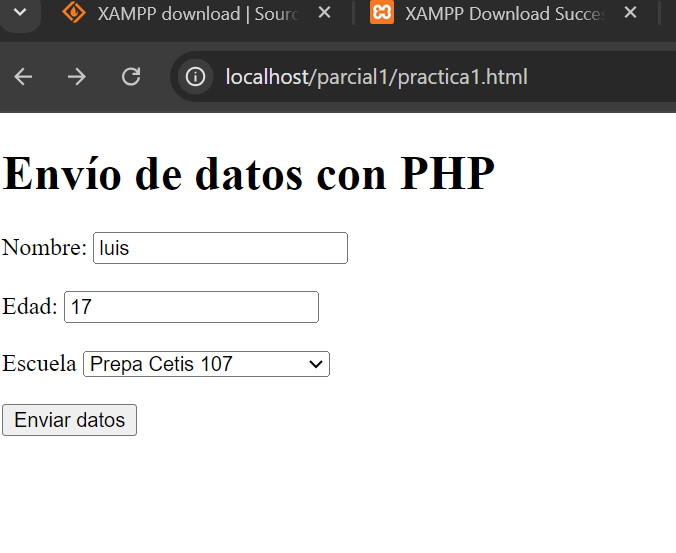 XAMPP download | Sourc
XAMPP Download Succes
localhost/parcial1/practica1.html
Envío de datos con PHP
Nombre: luis
Edad: 17
Escuela Prepa Cetis 107
Enviar datos